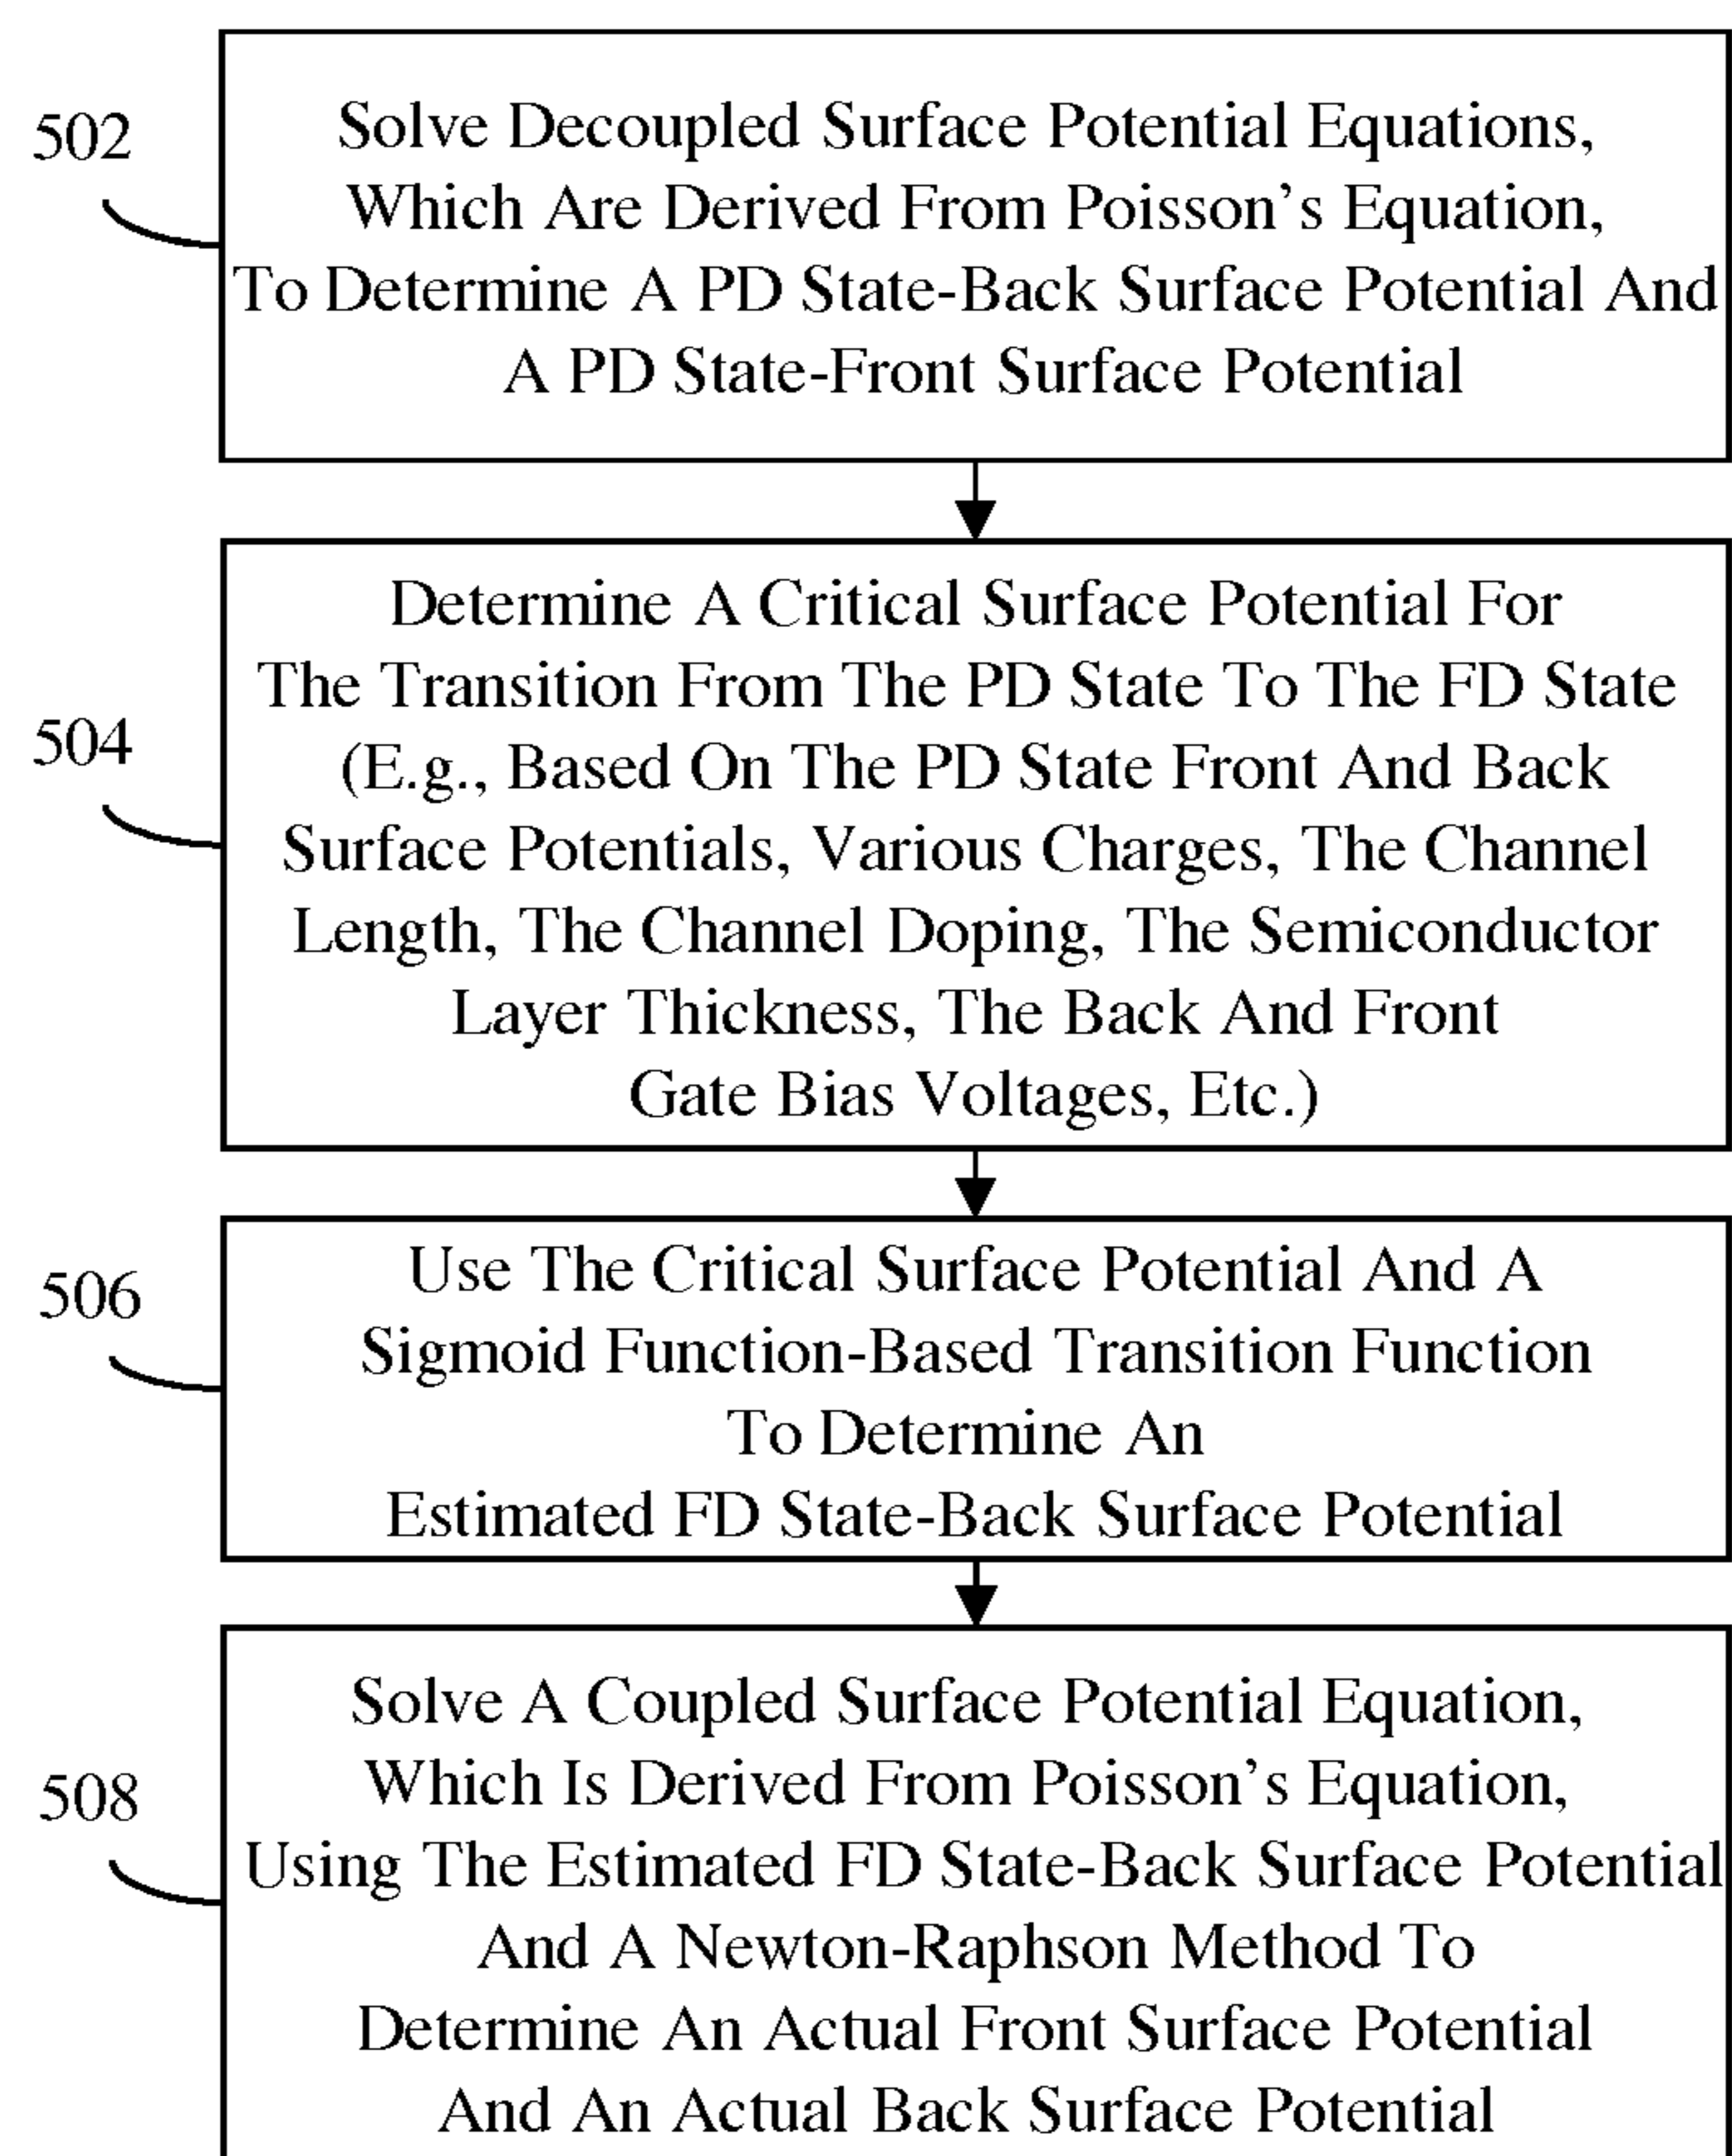 502
Solve Decoupled Surface Potential Equations,
Which Are Derived From Poisson's Equation,
To Determine A PD State-Back Surface Potential And
A PD State-Front Surface Potential
504
Determine A Critical Surface Potential For
The Transition From The PD State To The FD State
(E.g., Based On The PD State Front And Back
Surface Potentials, Various Charges, The Channel
Length, The Channel Doping, The Semiconductor
Layer Thickness, The Back And Front
Gate Bias Voltages, Etc.)
506
Use The Critical Surface Potential And A
Sigmoid Function-Based Transition Function
To Determine An
Estimated FD State-Back Surface Potential
508
Solve A Coupled Surface Potential Equation,
Which Is Derived From Poisson's Equation,
Using The Estimated FD State-Back Surface Potential
And A Newton-Raphson Method To
Determine An Actual Front Surface Potential
And An Actual Back Surface Potential